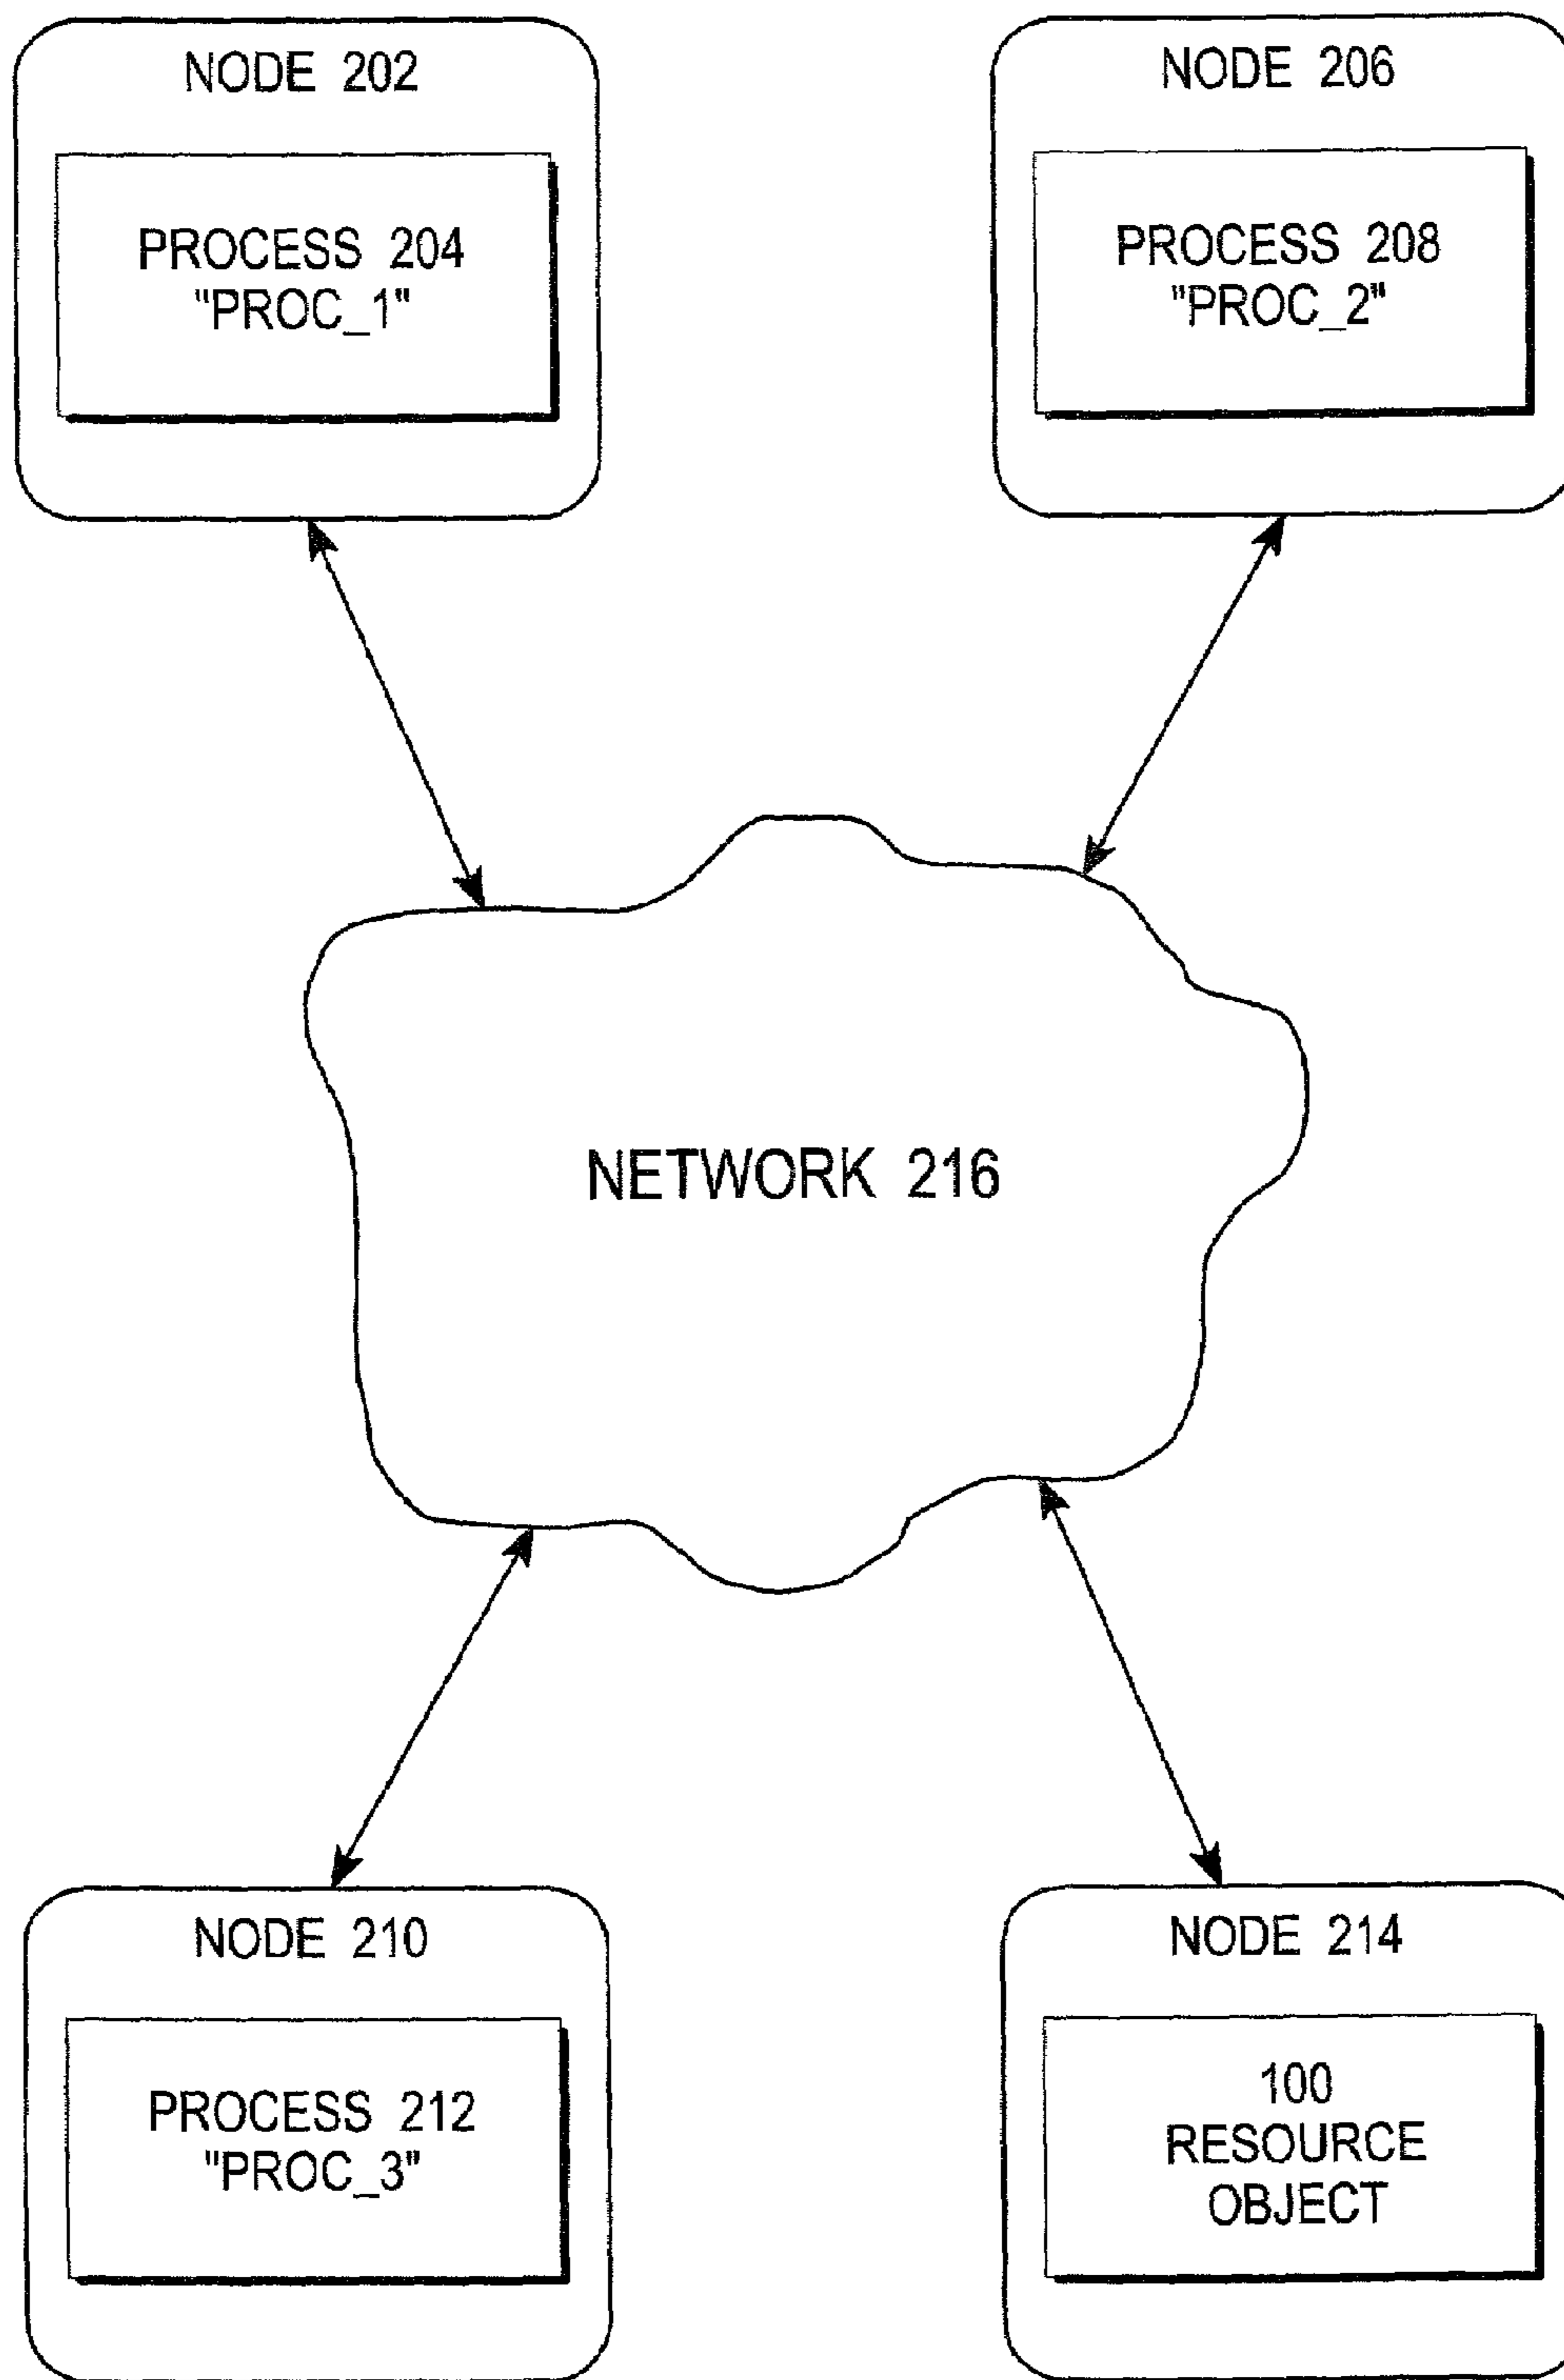 NODE 202
PROCESS 204
"PROC_1"
NODE 206
PROCESS 208
"PROC_2"
NETWORK 216
NODE 210
PROCESS 212
"PROC_3"
NODE 214
100
RESOURCE
OBJECT